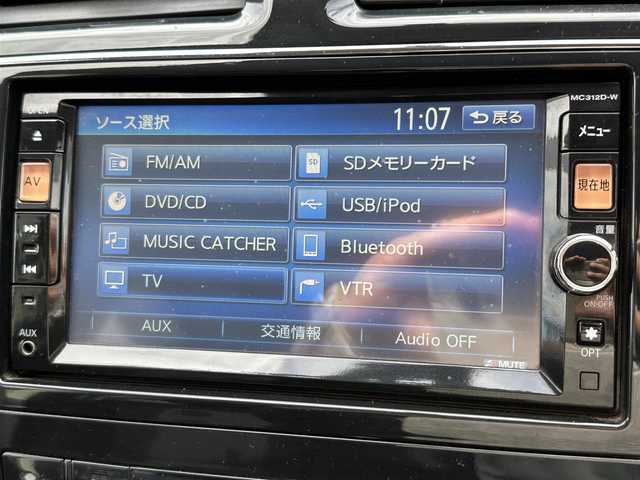 MC312D-W
ソース選択
11:07
戻る
メニュー
FM/AM
SDメモリーカード
AV
現在地
DVD/CD
USB/iPod
音量
MUSIC CATCHER
Bluetooth
TV
VTR
PUSH
ON·OFF
AUX
AUX
交通情報
Audio OFF
OPT
MUTE